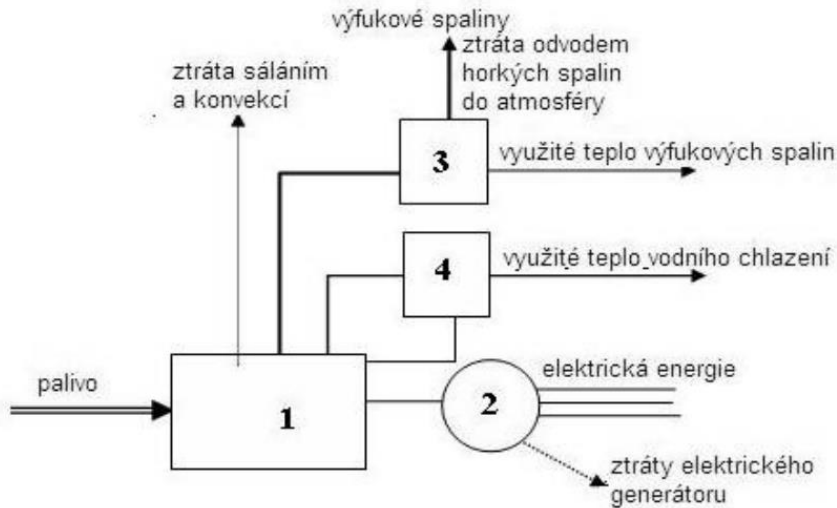 výfukové spaliny
ztráta odvodem
horkých spalin
do atmosféry
ztráta sáláním
a konvekcí
3
využité teplo výfukových spalin
4
využité teplo vodního chlazení
palivo
1
2
elektrická energie
ztráty elektrického
generátoru